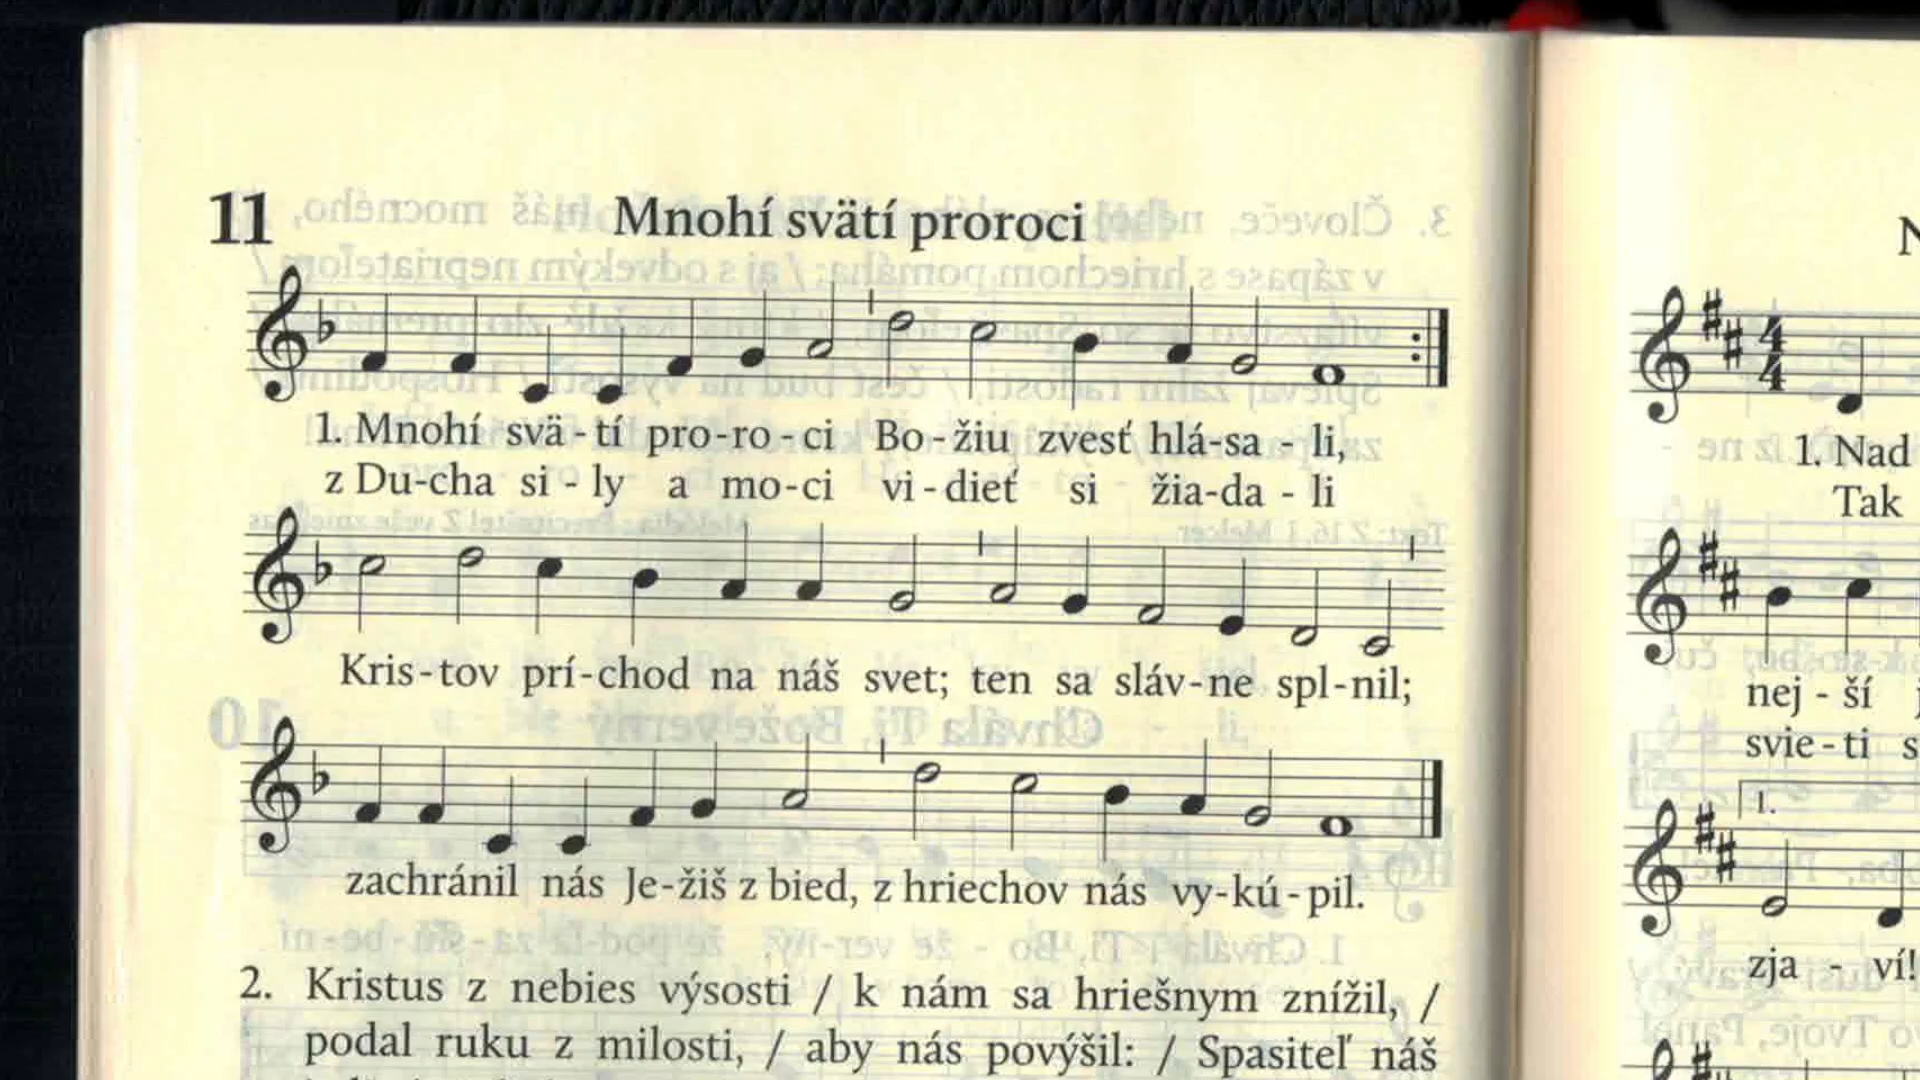 11 Mnohí svätí proroci
1. Mnohí svä - tí pro - ro - ci Bo - žiu zvesť hlá - sa - li,
z Du - cha si - ly a mo - ci vi - dieť si žia - da - li
Kris - tov prí - chod na náš svet; ten sa sláv - ne spl - nil;
zachránil nás Je - žiš z bied, z hriechov nás vy - kú - pil.
2. Kristus z nebies výsosti / k nám sa hriešnym znížil, /
podal ruku z milosti, / aby nás povýšil: / Spasiteľ náš
4
4
1. Nad
Tak
nej - ší
svie - ti
1.
zja - ví!